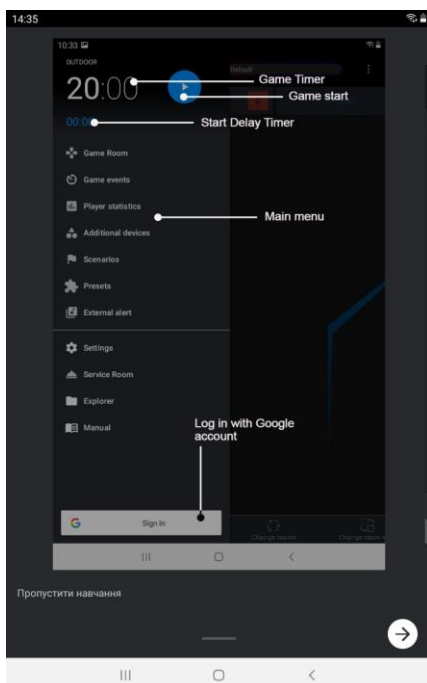 14:35
10:33
OUTDOOR
Default
20:00
Game Timer
Game start
00:00
Start Delay Timer
Game Room
Game events
Player statistics
Main menu
Additional devices
Scenarios
Presets
External alert
Settings
Service Room
Explorer
Manual
Log in with Google
account
G
Sign In
Change teams
Change team
Пропустити навчання